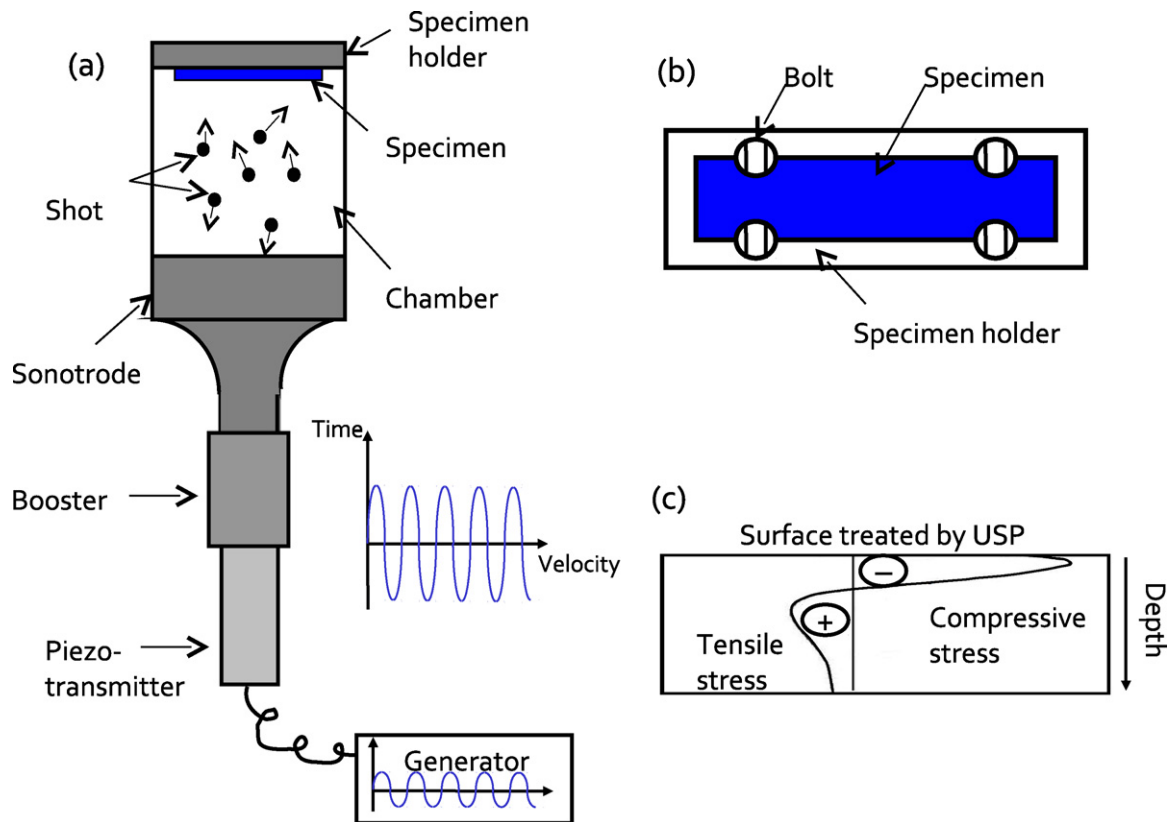 (a)
Specimen
holder
Specimen
Shot
Chamber
Sonotrode
Booster
Piezo-
transmitter
Time
Velocity
Generator
(b)
Bolt
Specimen
Specimen holder
(c)
Surface treated by USP
−
+
Tensile
stress
Compressive
stress
Depth